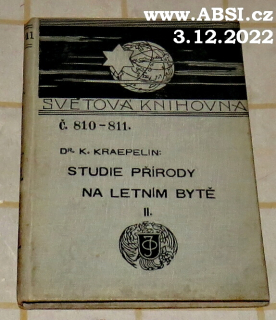 www.ABSI.cz
3.12.2022
SVĚTOVÁ KNIHOVNA
Č. 810-811.
DR. K. KRAEPELIN:
STUDIE PŘÍRODY
NA LETNÍM BYTĚ
II.